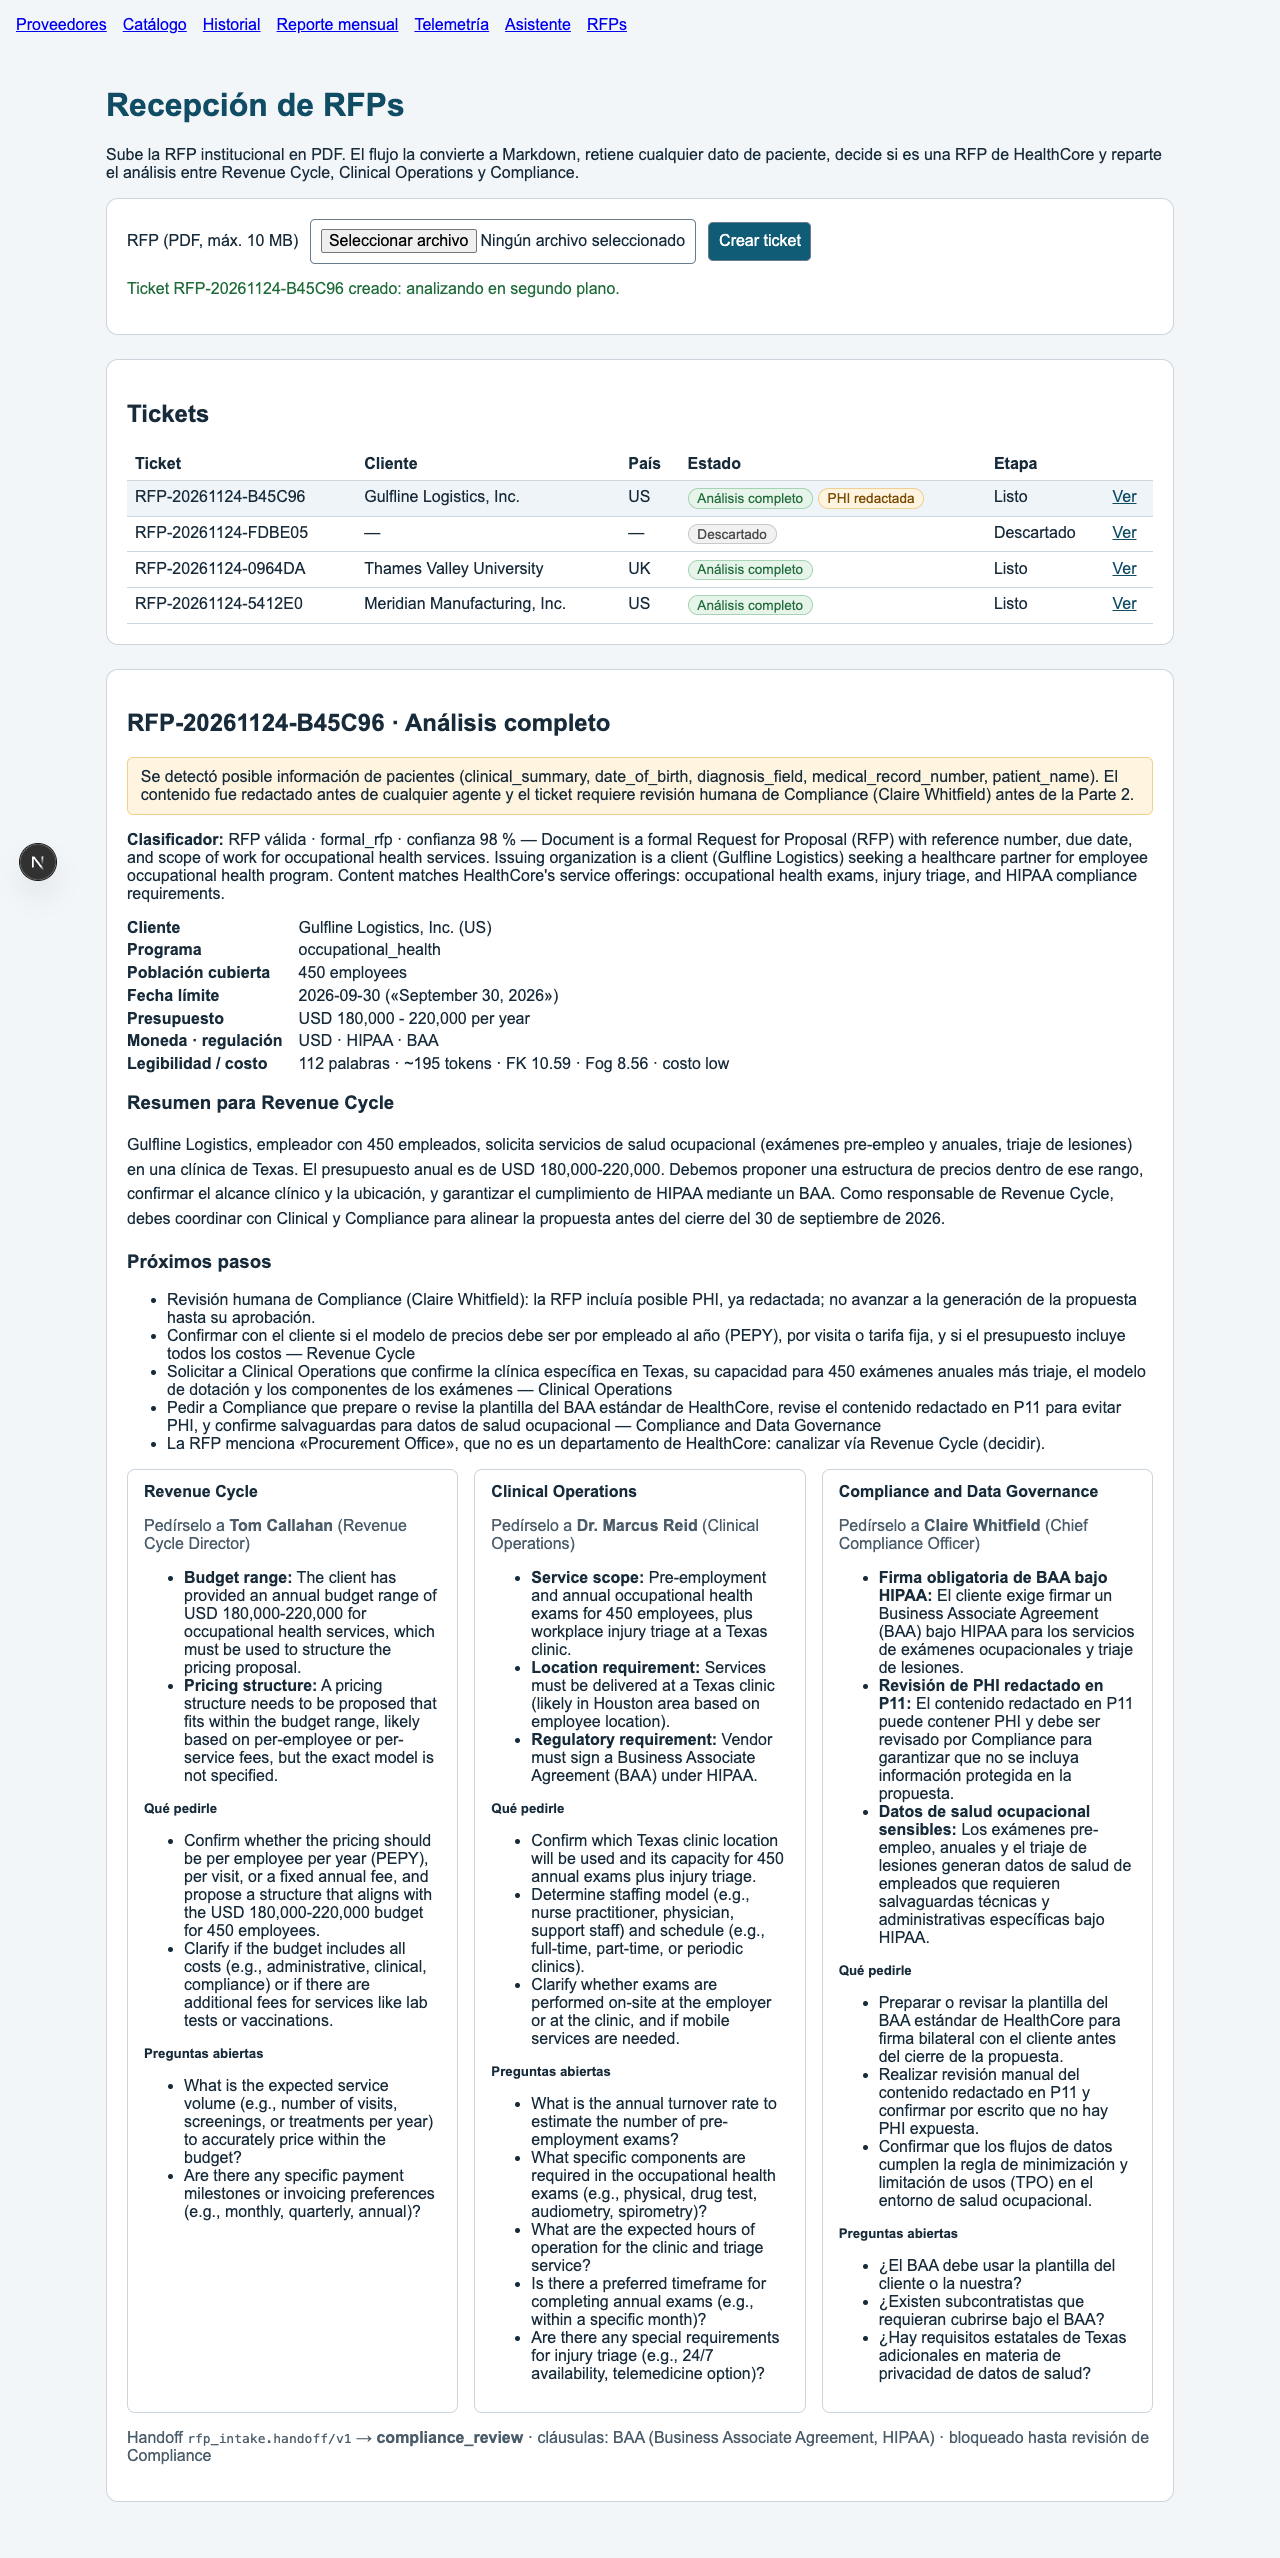 Proveedores Catálogo Historial Reporte mensual Telemetría Asistente RFPs
Recepción de RFPs
Sube la RFP institucional en PDF. El flujo la convierte a Markdown, retiene cualquier dato de paciente, decide si es una RFP de HealthCore y reparte
el análisis entre Revenue Cycle, Clinical Operations y Compliance.
RFP (PDF, máx. 10 MB) Seleccionar archivo Ningún archivo seleccionado Crear ticket
Ticket RFP-20261124-B45C96 creado: analizando en segundo plano.
Tickets
Ticket Cliente País Estado Etapa
RFP-20261124-B45C96 Gulfline Logistics, Inc. US Análisis completo PHI redactada Listo Ver
RFP-20261124-FDBE05 — — Descartado Descartado Ver
RFP-20261124-0964DA Thames Valley University UK Análisis completo Listo Ver
RFP-20261124-5412E0 Meridian Manufacturing, Inc. US Análisis completo Listo Ver
RFP-20261124-B45C96 · Análisis completo
Se detectó posible información de pacientes (clinical_summary, date_of_birth, diagnosis_field, medical_record_number, patient_name). El
contenido fue redactado antes de cualquier agente y el ticket requiere revisión humana de Compliance (Claire Whitfield) antes de la Parte 2.
Clasificador: RFP válida · formal_rfp · confianza 98 % — Document is a formal Request for Proposal (RFP) with reference number, due date,
and scope of work for occupational health services. Issuing organization is a client (Gulfline Logistics) seeking a healthcare partner for employee
occupational health program. Content matches HealthCore's service offerings: occupational health exams, injury triage, and HIPAA compliance
requirements.
Cliente Gulfline Logistics, Inc. (US)
Programa occupational_health
Población cubierta 450 employees
Fecha límite 2026-09-30 («September 30, 2026»)
Presupuesto USD 180,000 - 220,000 per year
Moneda · regulación USD · HIPAA · BAA
Legibilidad / costo 112 palabras · ~195 tokens · FK 10.59 · Fog 8.56 · costo low
Resumen para Revenue Cycle
Gulfline Logistics, empleador con 450 empleados, solicita servicios de salud ocupacional (exámenes pre-empleo y anuales, triaje de lesiones)
en una clínica de Texas. El presupuesto anual es de USD 180,000-220,000. Debemos proponer una estructura de precios dentro de ese rango,
confirmar el alcance clínico y la ubicación, y garantizar el cumplimiento de HIPAA mediante un BAA. Como responsable de Revenue Cycle,
debes coordinar con Clinical y Compliance para alinear la propuesta antes del cierre del 30 de septiembre de 2026.
Próximos pasos
• Revisión humana de Compliance (Claire Whitfield): la RFP incluía posible PHI, ya redactada; no avanzar a la generación de la propuesta
hasta su aprobación.
• Confirmar con el cliente si el modelo de precios debe ser por empleado al año (PEPY), por visita o tarifa fija, y si el presupuesto incluye
todos los costos — Revenue Cycle
• Solicitar a Clinical Operations que confirme la clínica específica en Texas, su capacidad para 450 exámenes anuales más triaje, el modelo
de dotación y los componentes de los exámenes — Clinical Operations
• Pedir a Compliance que prepare o revise la plantilla del BAA estándar de HealthCore, revise el contenido redactado en P11 para evitar
PHI, y confirme salvaguardas para datos de salud ocupacional — Compliance and Data Governance
• La RFP menciona «Procurement Office», que no es un departamento de HealthCore: canalizar vía Revenue Cycle (decidir).
Revenue Cycle
Pedírselo a Tom Callahan (Revenue
Cycle Director)
• Budget range: The client has
provided an annual budget range of
USD 180,000-220,000 for
occupational health services, which
must be used to structure the
pricing proposal.
• Pricing structure: A pricing
structure needs to be proposed that
fits within the budget range, likely
based on per-employee or per-
service fees, but the exact model is
not specified.
Qué pedirle
• Confirm whether the pricing should
be per employee per year (PEPY),
per visit, or a fixed annual fee, and
propose a structure that aligns with
the USD 180,000-220,000 budget
for 450 employees.
• Clarify if the budget includes all
costs (e.g., administrative, clinical,
compliance) or if there are
additional fees for services like lab
tests or vaccinations.
Preguntas abiertas
• What is the expected service
volume (e.g., number of visits,
screenings, or treatments per year)
to accurately price within the
budget?
• Are there any specific payment
milestones or invoicing preferences
(e.g., monthly, quarterly, annual)?
Clinical Operations
Pedírselo a Dr. Marcus Reid (Clinical
Operations)
• Service scope: Pre-employment
and annual occupational health
exams for 450 employees, plus
workplace injury triage at a Texas
clinic.
• Location requirement: Services
must be delivered at a Texas clinic
(likely in Houston area based on
employee location).
• Regulatory requirement: Vendor
must sign a Business Associate
Agreement (BAA) under HIPAA.
Qué pedirle
• Confirm which Texas clinic location
will be used and its capacity for 450
annual exams plus injury triage.
• Determine staffing model (e.g.,
nurse practitioner, physician,
support staff) and schedule (e.g.,
full-time, part-time, or periodic
clinics).
• Clarify whether exams are
performed on-site at the employer
or at the clinic, and if mobile
services are needed.
Preguntas abiertas
• What is the annual turnover rate to
estimate the number of pre-
employment exams?
• What specific components are
required in the occupational health
exams (e.g., physical, drug test,
audiometry, spirometry)?
• What are the expected hours of
operation for the clinic and triage
service?
• Is there a preferred timeframe for
completing annual exams (e.g.,
within a specific month)?
• Are there any special requirements
for injury triage (e.g., 24/7
availability, telemedicine option)?
Compliance and Data Governance
Pedírselo a Claire Whitfield (Chief
Compliance Officer)
• Firma obligatoria de BAA bajo
HIPAA: El cliente exige firmar un
Business Associate Agreement
(BAA) bajo HIPAA para los servicios
de exámenes ocupacionales y triaje
de lesiones.
• Revisión de PHI redactado en
P11: El contenido redactado en P11
puede contener PHI y debe ser
revisado por Compliance para
garantizar que no se incluya
información protegida en la
propuesta.
• Datos de salud ocupacional
sensibles: Los exámenes pre-
empleo, anuales y el triaje de
lesiones generan datos de salud de
empleados que requieren
salvaguardas técnicas y
administrativas específicas bajo
HIPAA.
Qué pedirle
• Preparar o revisar la plantilla del
BAA estándar de HealthCore para
firma bilateral con el cliente antes
del cierre de la propuesta.
• Realizar revisión manual del
contenido redactado en P11 y
confirmar por escrito que no hay
PHI expuesta.
• Confirmar que los flujos de datos
cumplen la regla de minimización y
limitación de usos (TPO) en el
entorno de salud ocupacional.
Preguntas abiertas
• ¿El BAA debe usar la plantilla del
cliente o la nuestra?
• ¿Existen subcontratistas que
requieran cubrirse bajo el BAA?
• ¿Hay requisitos estatales de Texas
adicionales en materia de
privacidad de datos de salud?
Handoff rfp_intake.handoff/v1 → compliance_review · cláusulas: BAA (Business Associate Agreement, HIPAA) · bloqueado hasta revisión de
Compliance
N